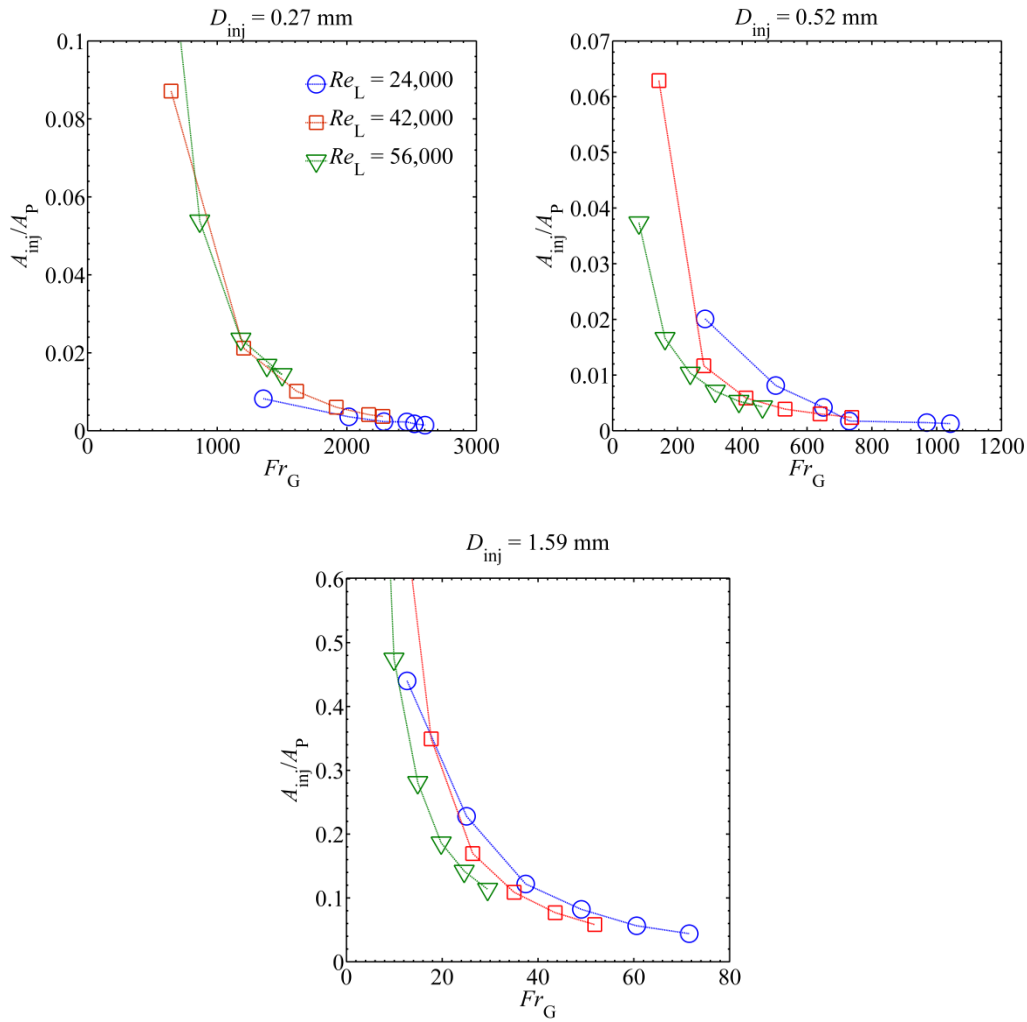 D_inj = 0.27 mm
0.1
0.08
0.06
0.04
0.02
0
A_inj/A_P
Re_L = 24,000
Re_L = 42,000
Re_L = 56,000
0 1000 2000 3000
Fr_G
D_inj = 0.52 mm
0.07
0.06
0.05
0.04
0.03
0.02
0.01
0
A_inj/A_P
0 200 400 600 800 1000 1200
Fr_G
D_inj = 1.59 mm
0.6
0.5
0.4
0.3
0.2
0.1
0
A_inj/A_P
0 20 40 60 80
Fr_G